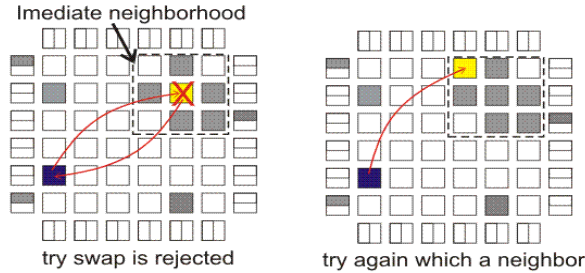 Imediate neighborhood
try swap is rejected
try again which a neighbor